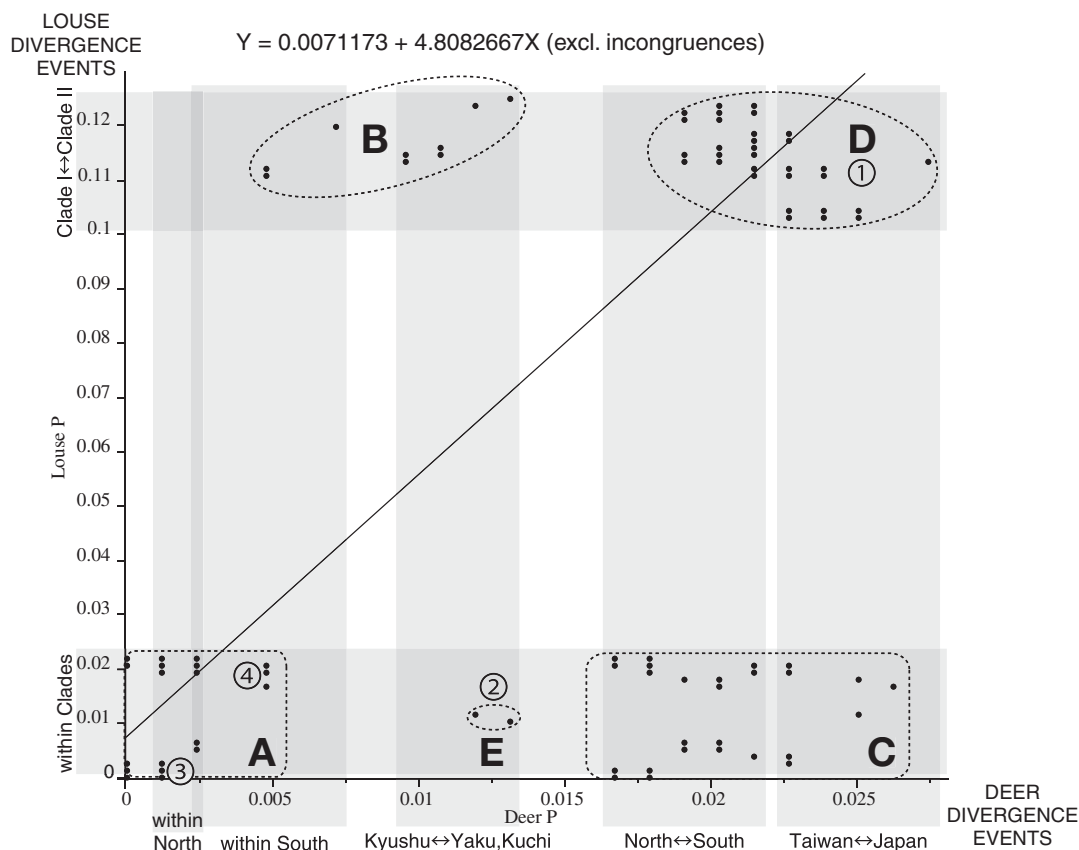 LOUSE
DIVERGENCE
EVENTS
Y = 0.0071173 + 4.8082667X (excl. incongruences)
Clade I↔Clade II
within Clades
Louse P
0.12
0.11
0.1
0.09
0.08
0.07
0.06
0.05
0.04
0.03
0.02
0.01
0
B
D
①
④
③
A
②
E
C
0
0.005
0.01
0.015
0.02
0.025
Deer P
within
North
within South
Kyushu↔Yaku,Kuchi
North↔South
Taiwan↔Japan
DEER
DIVERGENCE
EVENTS